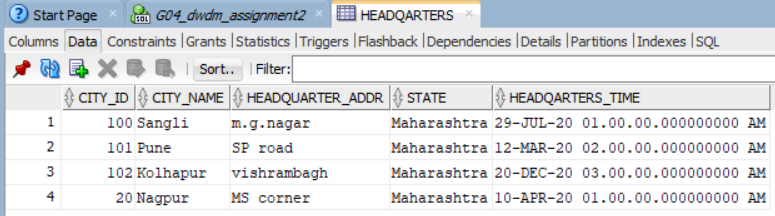 Start Page G04_dwdm_assignment2 HEADQARTERS
Columns Data Constraints Grants Statistics Triggers Flashback Dependencies Details Partitions Indexes SQL
Sort.. Filter:
CITY_ID CITY_NAME HEADQUARTER_ADDR STATE HEADQARTERS_TIME
1 100 Sangli m.g.nagar Maharashtra 29-JUL-20 01.00.00.000000000 AM
2 101 Pune SP road Maharashtra 12-MAR-20 02.00.00.000000000 AM
3 102 Kolhapur vishrambagh Maharashtra 20-DEC-20 03.00.00.000000000 AM
4 20 Nagpur MS corner Maharashtra 10-APR-20 01.00.00.000000000 AM